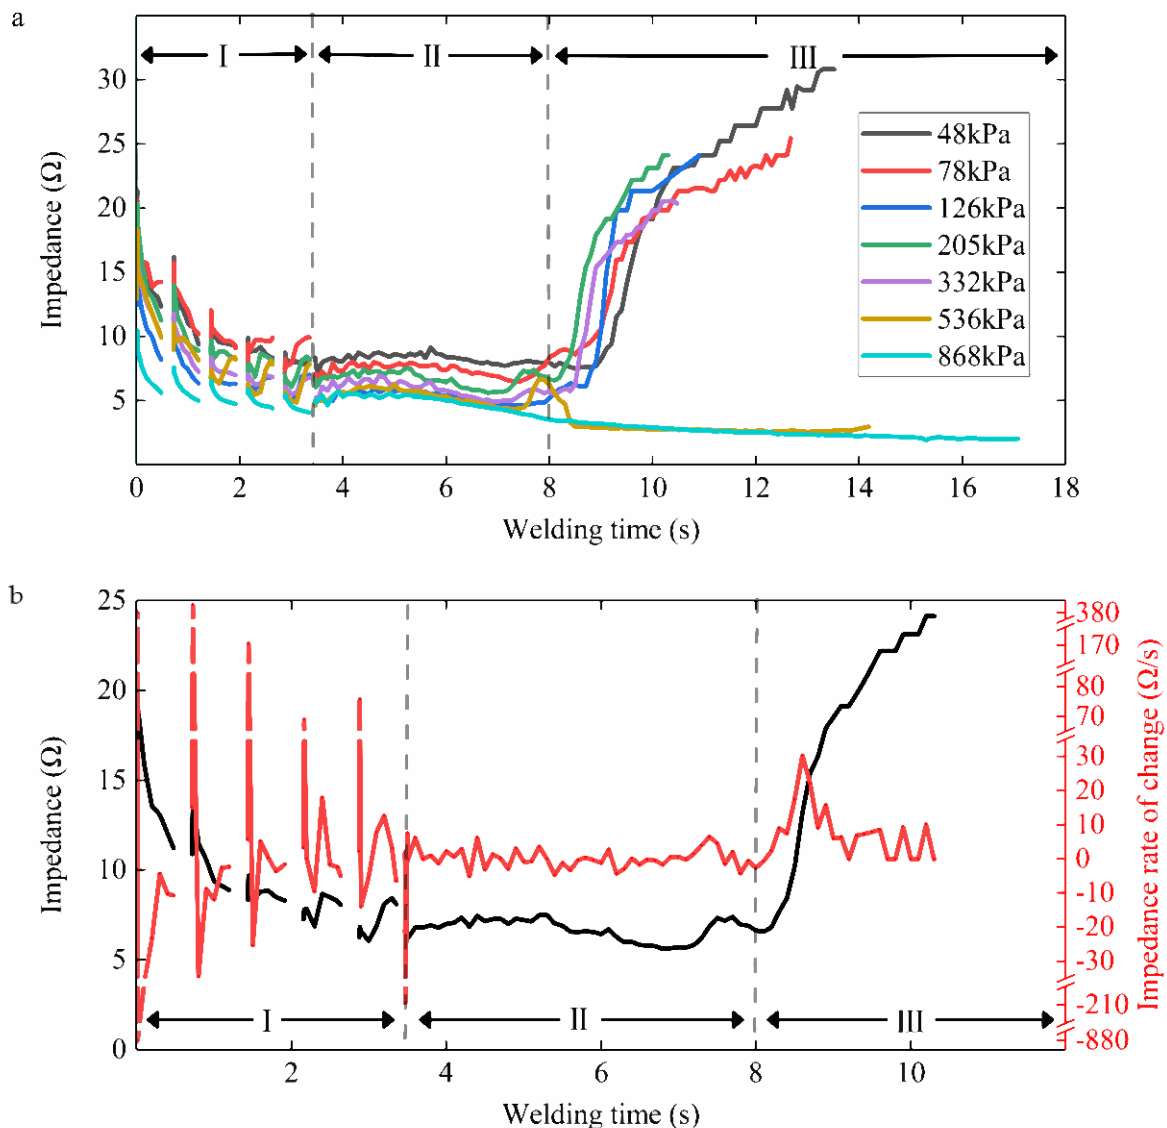 a
I II III
30
25
20
15
10
5
Impedance (Ω)
48kPa
78kPa
126kPa
205kPa
332kPa
536kPa
868kPa
0 2 4 6 8 10 12 14 16 18
Welding time (s)
b
25
20
15
10
5
0
Impedance (Ω)
380
170
80
70
30
20
10
0
-10
-20
-30
-210
-880
Impedance rate of change (Ω/s)
I II III
2 4 6 8 10
Welding time (s)